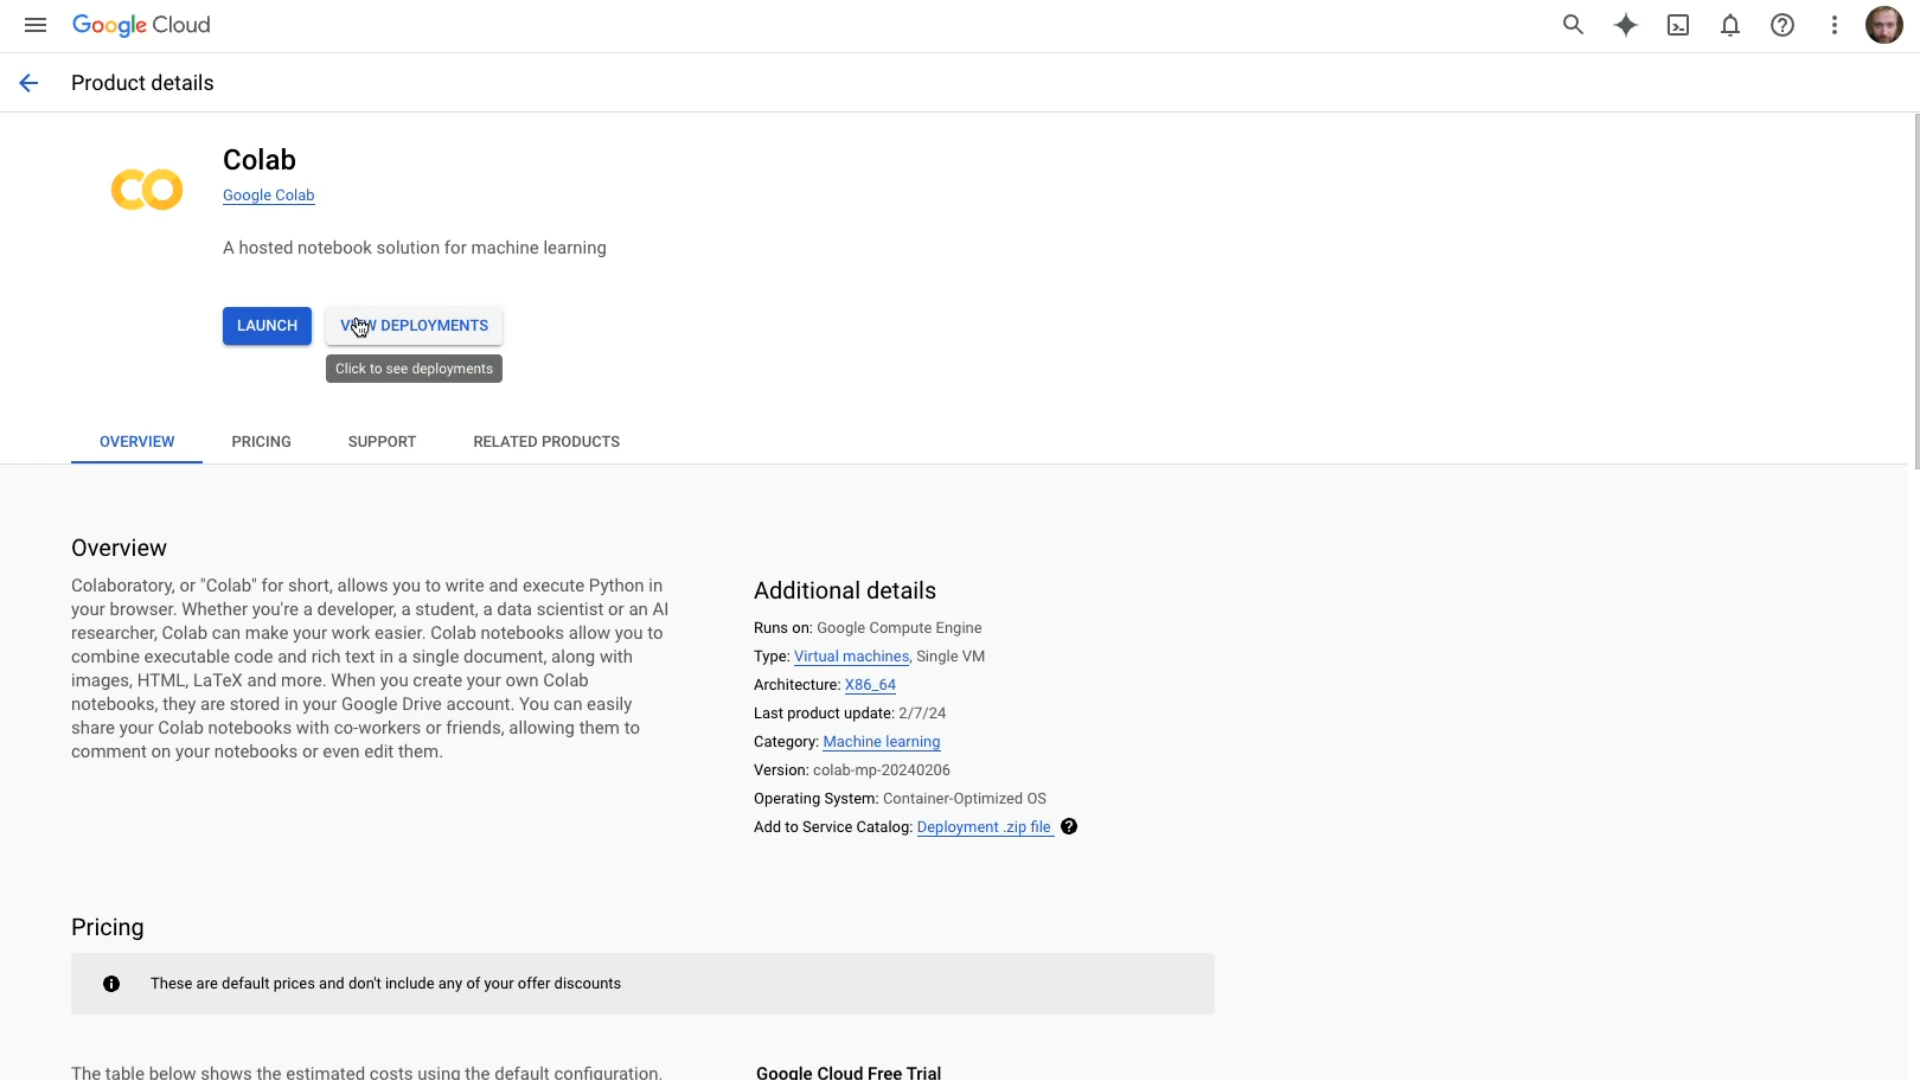 Google Cloud
Product details
Colab
Google Colab
A hosted notebook solution for machine learning
LAUNCH
DEPLOYMENTS
Click to see deployments
OVERVIEW
PRICING
SUPPORT
RELATED PRODUCTS
Overview
Colaboratory, or "Colab" for short, allows you to write and execute Python in
your browser. Whether you're a developer, a student, a data scientist or an AI
researcher, Colab can make your work easier. Colab notebooks allow you to
combine executable code and rich text in a single document, along with
images, HTML, LaTeX and more. When you create your own Colab
notebooks, they are stored in your Google Drive account. You can easily
share your Colab notebooks with co-workers or friends, allowing them to
comment on your notebooks or even edit them.
Additional details
Runs on: Google Compute Engine
Type: Virtual machines, Single VM
Architecture: X86_64
Last product update: 2/7/24
Category: Machine learning
Version: colab-mp-20240206
Operating System: Container-Optimized OS
Add to Service Catalog: Deployment .zip file
Pricing
These are default prices and don't include any of your offer discounts
The table below shows the estimated costs using the default configuration.
Google Cloud Free Trial